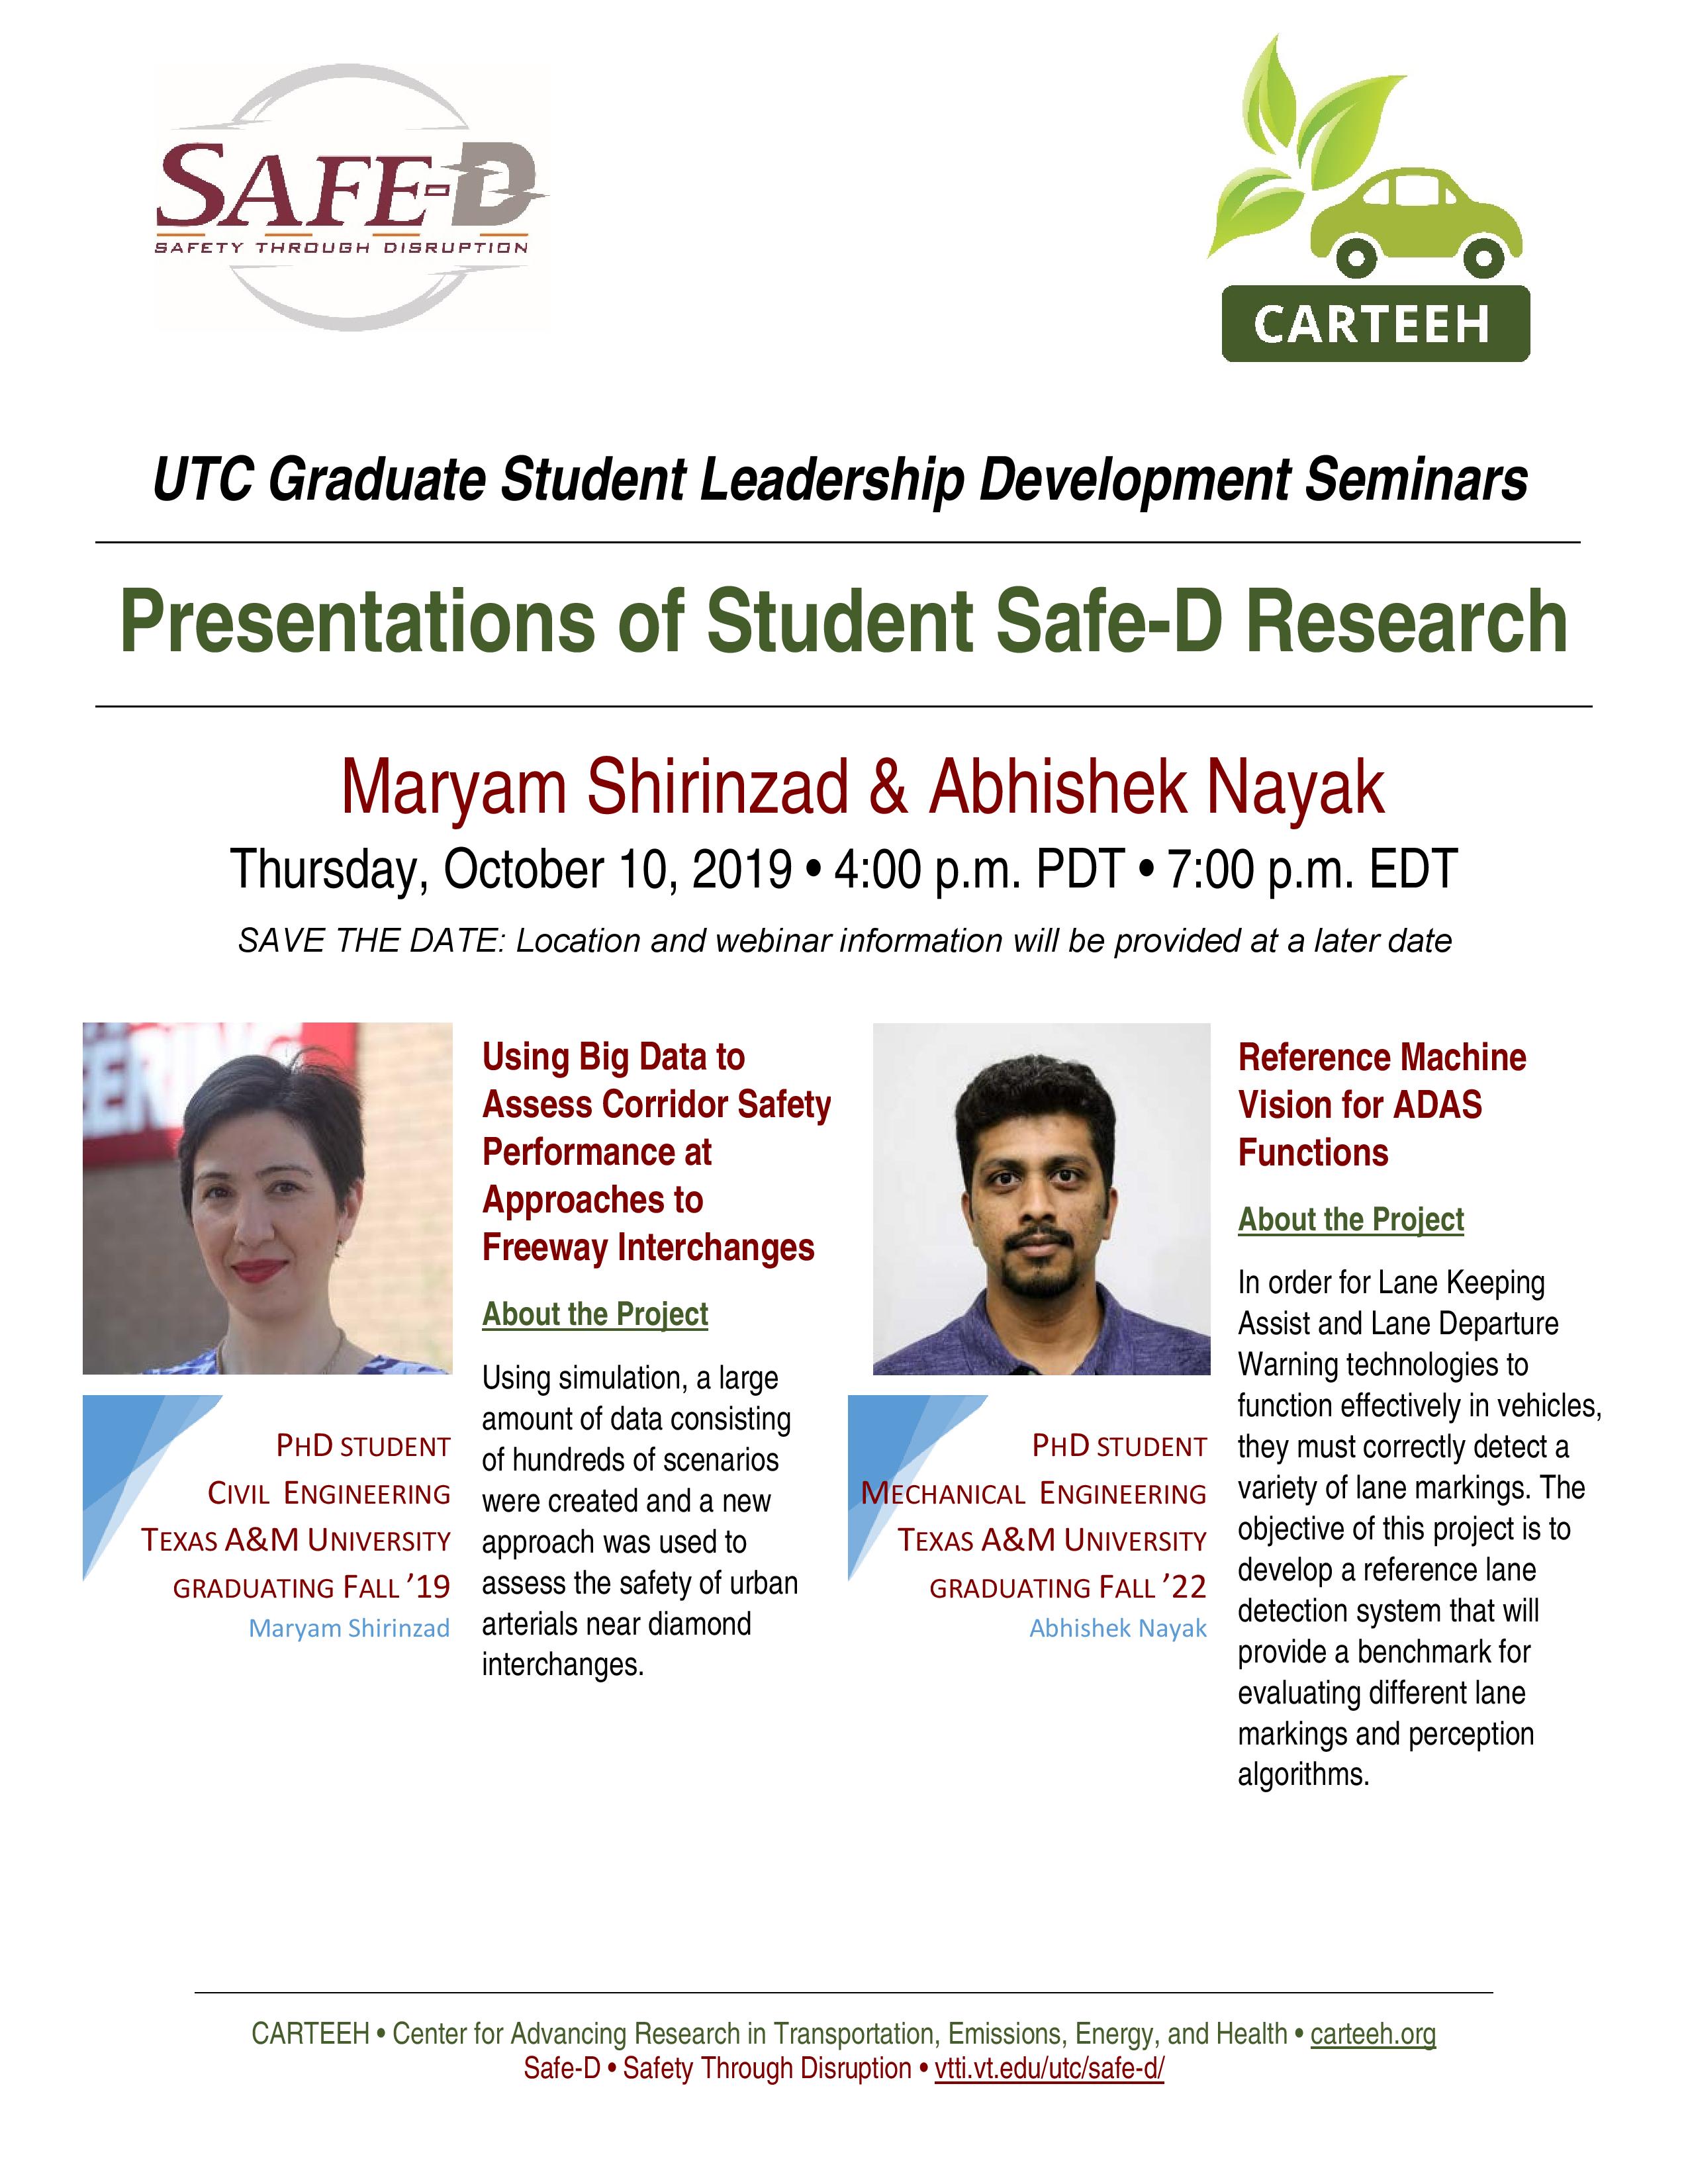 SAFE-D
SAFETY THROUGH DISRUPTION
CARTEEH
UTC Graduate Student Leadership Development Seminars
Presentations of Student Safe-D Research
Maryam Shirinzad & Abhishek Nayak
Thursday, October 10, 2019 • 4:00 p.m. PDT • 7:00 p.m. EDT
SAVE THE DATE: Location and webinar information will be provided at a later date
ERING
PHD STUDENT
CIVIL ENGINEERING
TEXAS A&M UNIVERSITY
GRADUATING FALL ’19
Maryam Shirinzad
Using Big Data to
Assess Corridor Safety
Performance at
Approaches to
Freeway Interchanges
About the Project
Using simulation, a large
amount of data consisting
of hundreds of scenarios
were created and a new
approach was used to
assess the safety of urban
arterials near diamond
interchanges.
PHD STUDENT
MECHANICAL ENGINEERING
TEXAS A&M UNIVERSITY
GRADUATING FALL ’22
Abhishek Nayak
Reference Machine
Vision for ADAS
Functions
About the Project
In order for Lane Keeping
Assist and Lane Departure
Warning technologies to
function effectively in vehicles,
they must correctly detect a
variety of lane markings. The
objective of this project is to
develop a reference lane
detection system that will
provide a benchmark for
evaluating different lane
markings and perception
algorithms.
CARTEEH • Center for Advancing Research in Transportation, Emissions, Energy, and Health • carteeh.org
Safe-D • Safety Through Disruption • vtti.vt.edu/utc/safe-d/